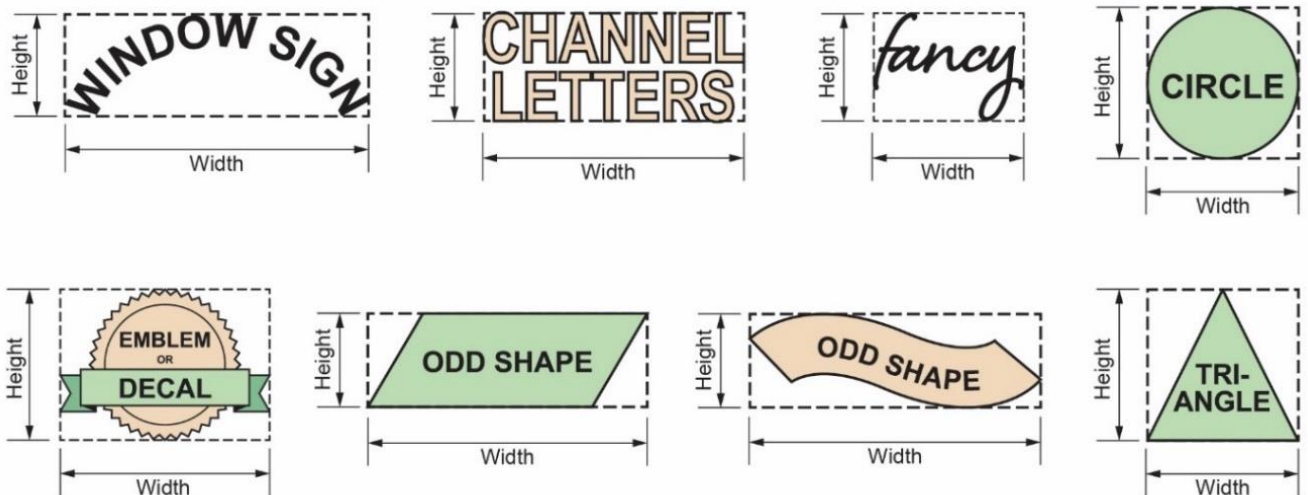 Height
WINDOW SIGN
Width
Height
CHANNEL
LETTERS
Width
Height
fancy
Width
Height
CIRCLE
Width
Height
EMBLEM
OR
DECAL
Width
Height
ODD SHAPE
Width
Height
ODD SHAPE
Width
Height
TRI-
ANGLE
Width